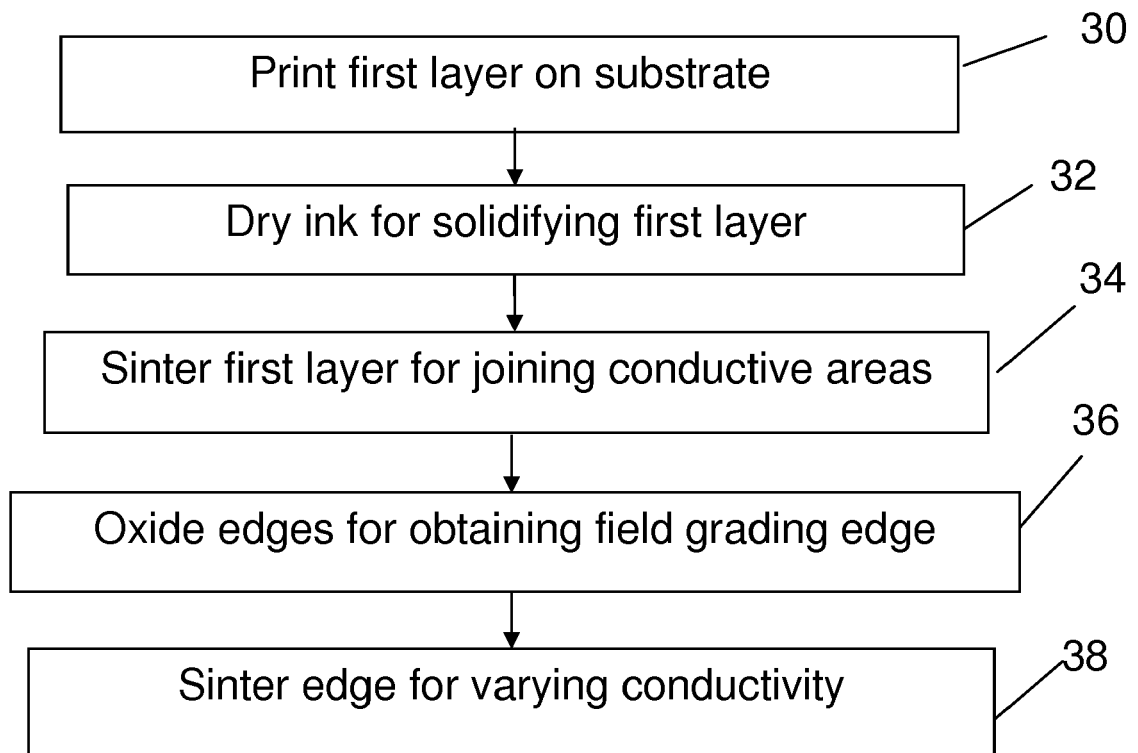 30
Print first layer on substrate
32
Dry ink for solidifying first layer
34
Sinter first layer for joining conductive areas
36
Oxide edges for obtaining field grading edge
38
Sinter edge for varying conductivity